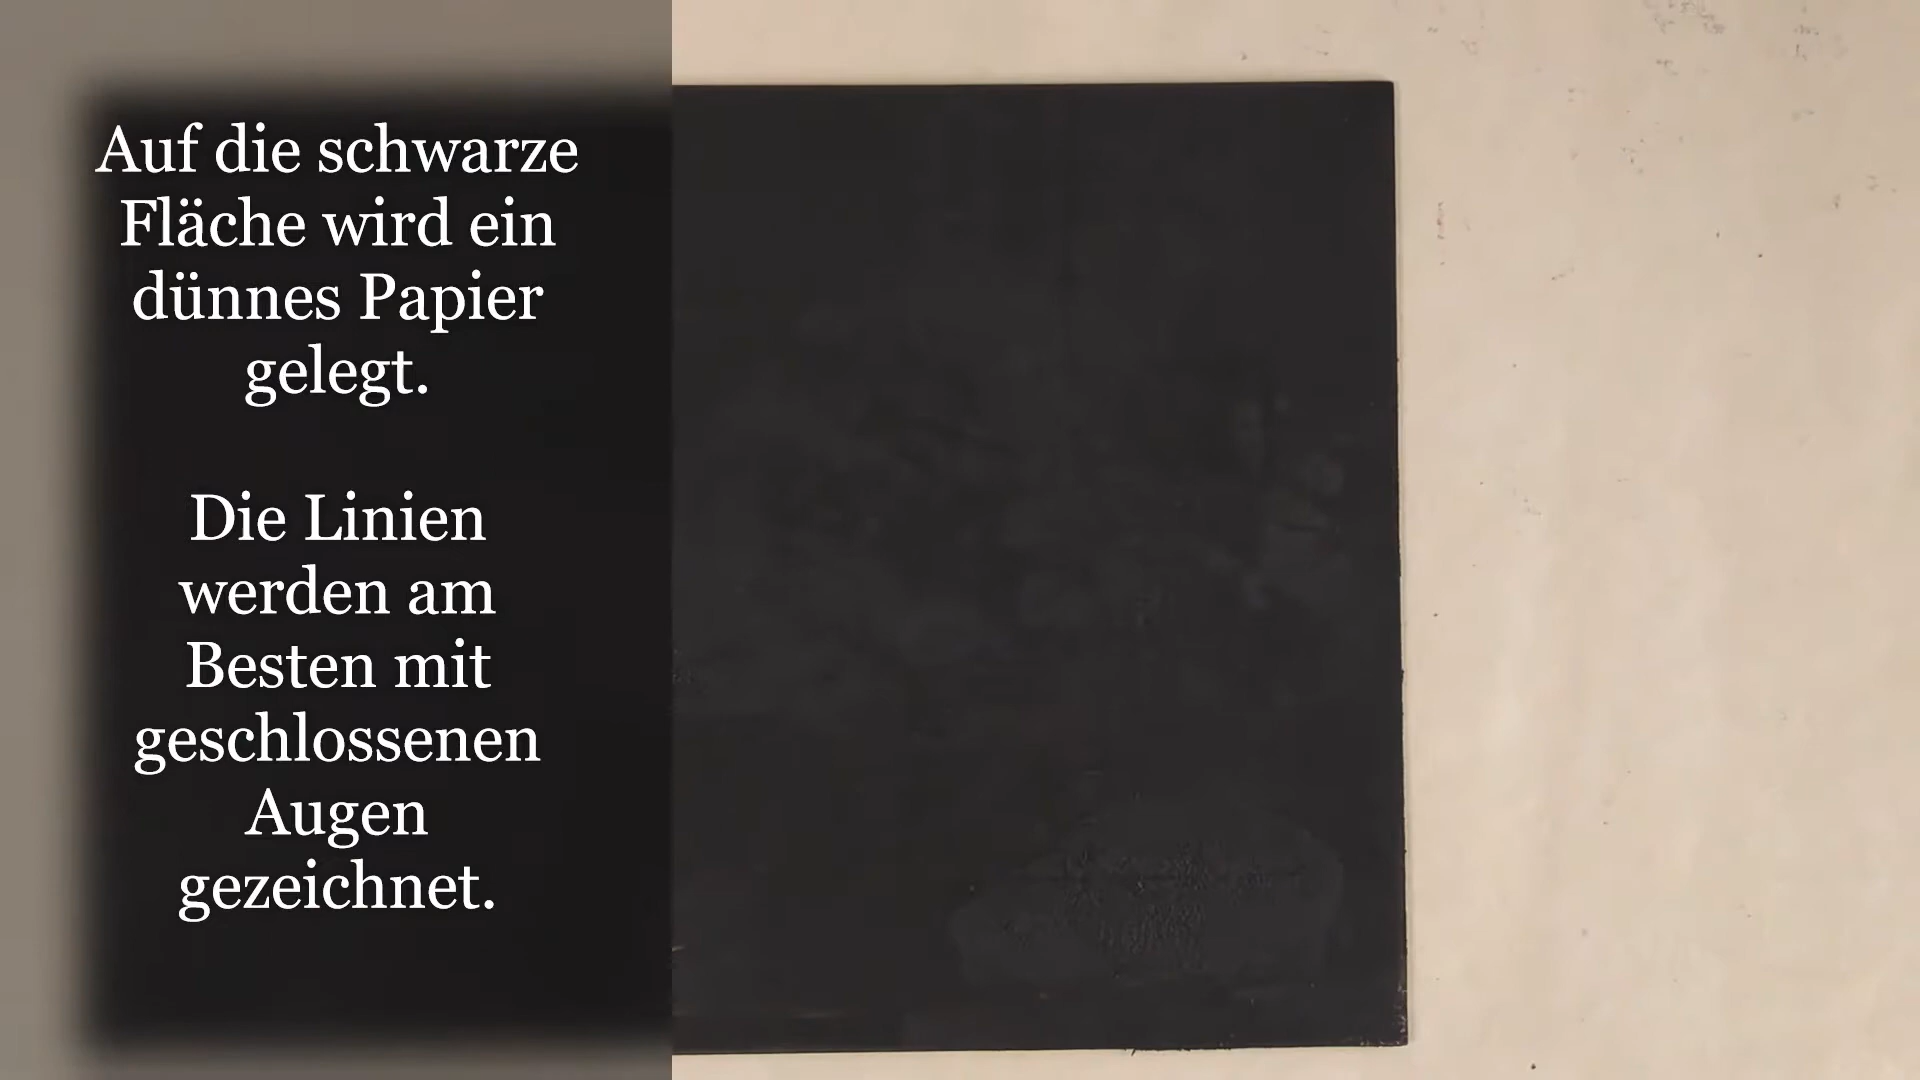 Auf die schwarze
Fläche wird ein
dünnes Papier
gelegt.
Die Linien
werden am
Besten mit
geschlossenen
Augen
gezeichnet.